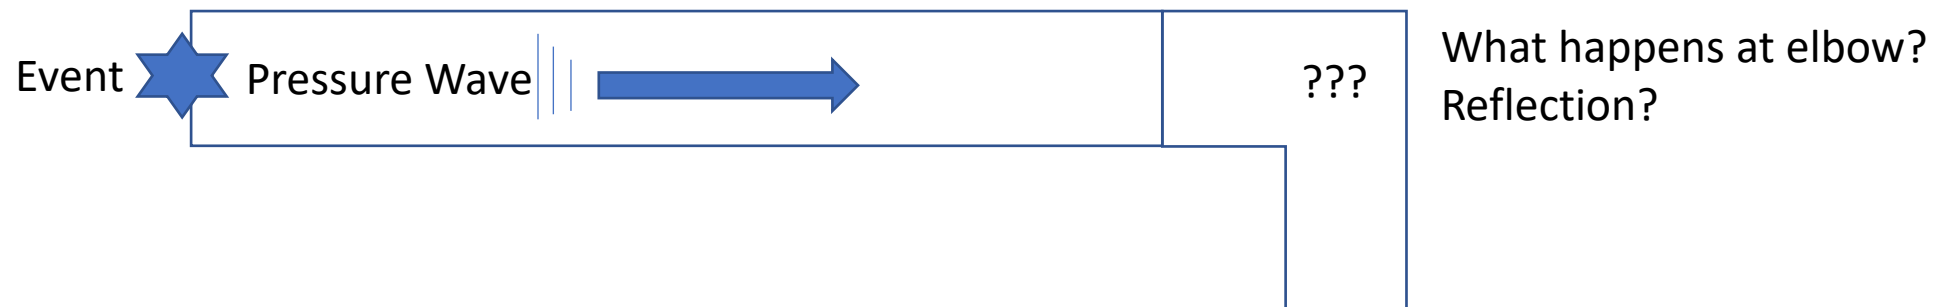 Event
Pressure Wave
???
What happens at elbow?
Reflection?